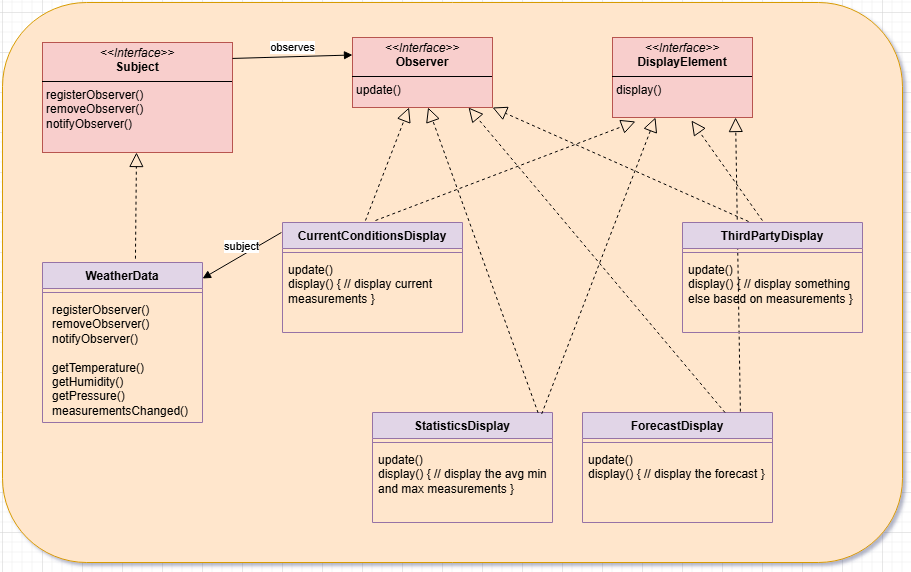 <<Interface>>
Subject
registerObserver()
removeObserver()
notifyObserver()
observes
<<Interface>>
Observer
update()
<<Interface>>
DisplayElement
display()
subject
WeatherData
registerObserver()
removeObserver()
notifyObserver()
getTemperature()
getHumidity()
getPressure()
measurementsChanged()
CurrentConditionsDisplay
update()
display() { // display current
measurements }
ThirdPartyDisplay
update()
display() { // display something
else based on measurements }
StatisticsDisplay
update()
display() { // display the avg min
and max measurements }
ForecastDisplay
update()
display() { // display the forecast }